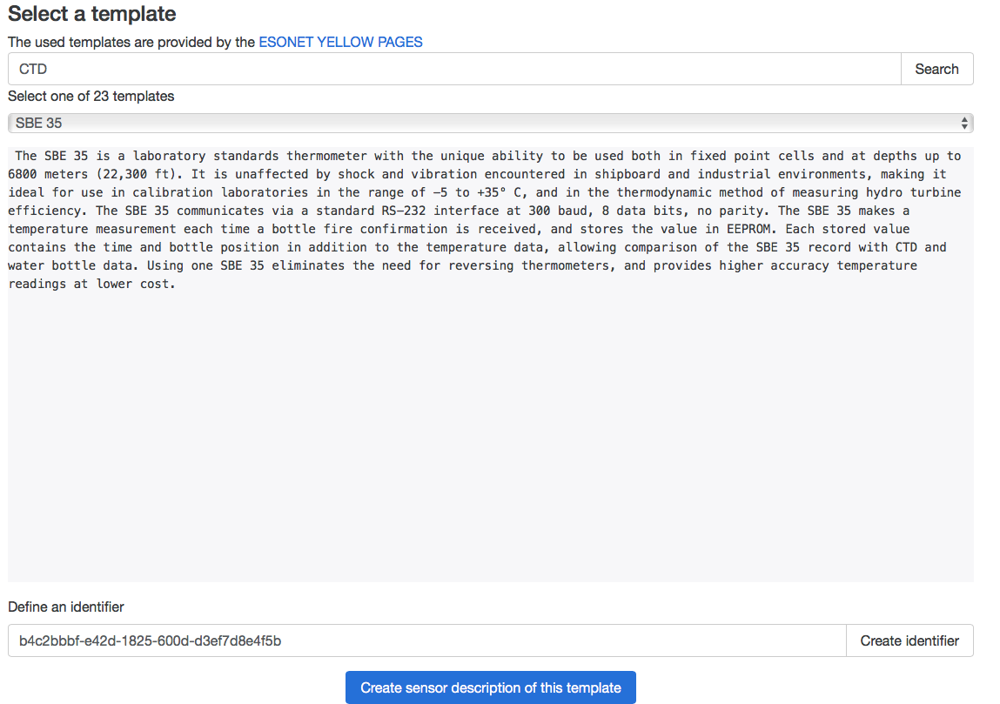 Select a template
The used templates are provided by the ESONET YELLOW PAGES
CTD Search
Select one of 23 templates
SBE 35
The SBE 35 is a laboratory standards thermometer with the unique ability to be used both in fixed point cells and at depths up to
6800 meters (22,300 ft). It is unaffected by shock and vibration encountered in shipboard and industrial environments, making it
ideal for use in calibration laboratories in the range of –5 to +35° C, and in the thermodynamic method of measuring hydro turbine
efficiency. The SBE 35 communicates via a standard RS–232 interface at 300 baud, 8 data bits, no parity. The SBE 35 makes a
temperature measurement each time a bottle fire confirmation is received, and stores the value in EEPROM. Each stored value
contains the time and bottle position in addition to the temperature data, allowing comparison of the SBE 35 record with CTD and
water bottle data. Using one SBE 35 eliminates the need for reversing thermometers, and provides higher accuracy temperature
readings at lower cost.
Define an identifier
b4c2bbbf-e42d-1825-600d-d3ef7d8e4f5b Create identifier
Create sensor description of this template